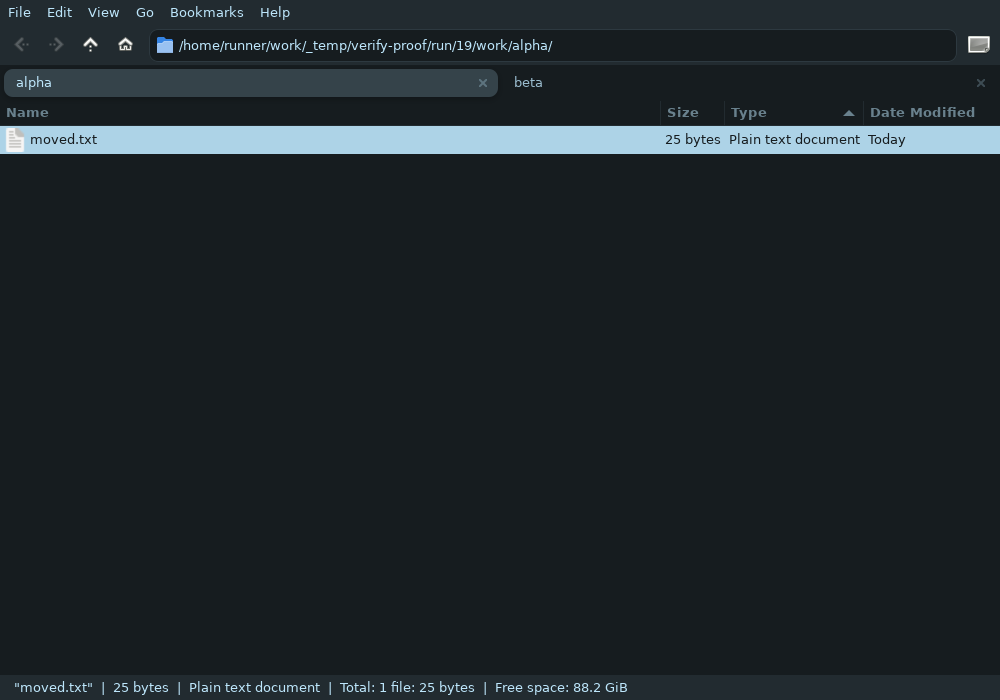 File Edit View Go Bookmarks Help
/home/runner/work/_temp/verify-proof/run/19/work/alpha/
alpha beta
Name Size Type Date Modified
moved.txt 25 bytes Plain text document Today
"moved.txt" | 25 bytes | Plain text document | Total: 1 file: 25 bytes | Free space: 88.2 GiB